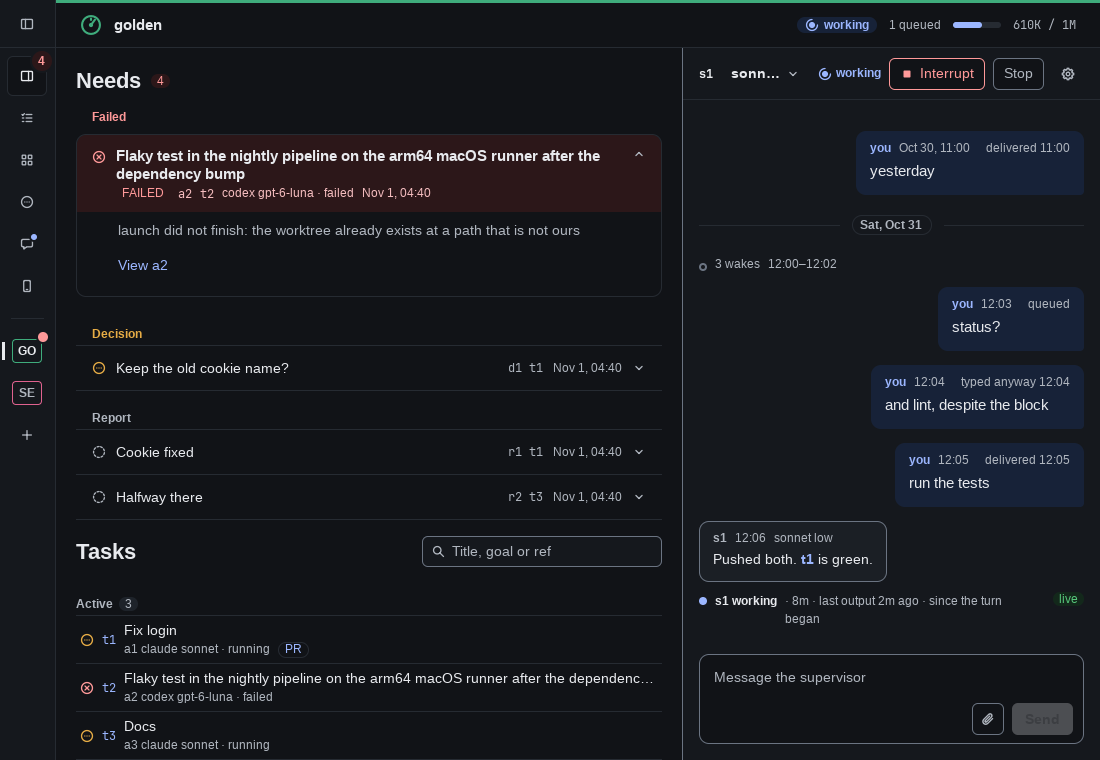 golden
working
1 queued
610K / 1M
4
GO
SE
Needs 4
Failed
Flaky test in the nightly pipeline on the arm64 macOS runner after the
dependency bump
FAILED a2 t2 codex gpt-6-luna · failed Nov 1, 04:40
launch did not finish: the worktree already exists at a path that is not ours
View a2
Decision
Keep the old cookie name? d1 t1 Nov 1, 04:40
Report
Cookie fixed r1 t1 Nov 1, 04:40
Halfway there r2 t3 Nov 1, 04:40
Tasks
Title, goal or ref
Active 3
t1 Fix login
a1 claude sonnet · running PR
t2 Flaky test in the nightly pipeline on the arm64 macOS runner after the dependenc…
a2 codex gpt-6-luna · failed
t3 Docs
a3 claude sonnet · running
s1 sonn… working Interrupt Stop
you Oct 30, 11:00 delivered 11:00
yesterday
Sat, Oct 31
3 wakes 12:00–12:02
you 12:03 queued
status?
you 12:04 typed anyway 12:04
and lint, despite the block
you 12:05 delivered 12:05
run the tests
s1 12:06 sonnet low
Pushed both. t1 is green.
s1 working · 8m · last output 2m ago · since the turn
began
live
Message the supervisor
Send